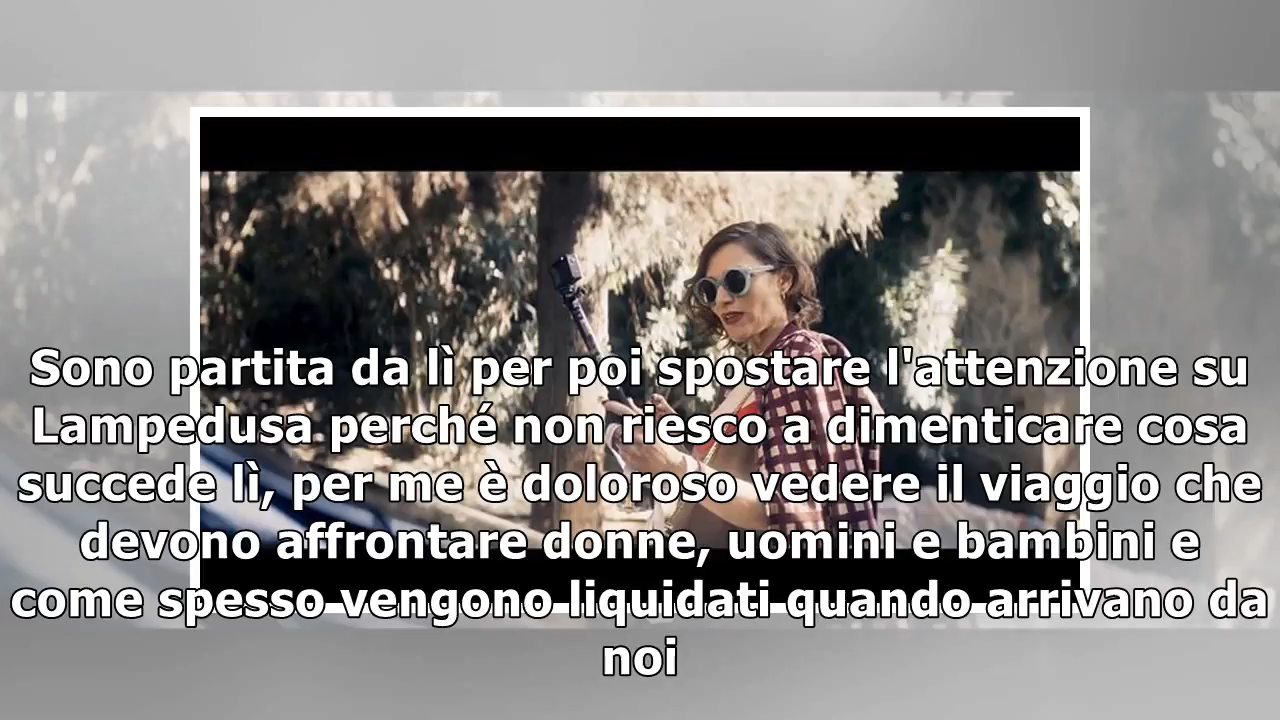 Sono partita da lì per poi spostare l'attenzione su
Lampedusa perché non riesco a dimenticare cosa
succede lì, per me è doloroso vedere il viaggio che
devono affrontare donne, uomini e bambini e
come spesso vengono liquidati quando arrivano da
noi